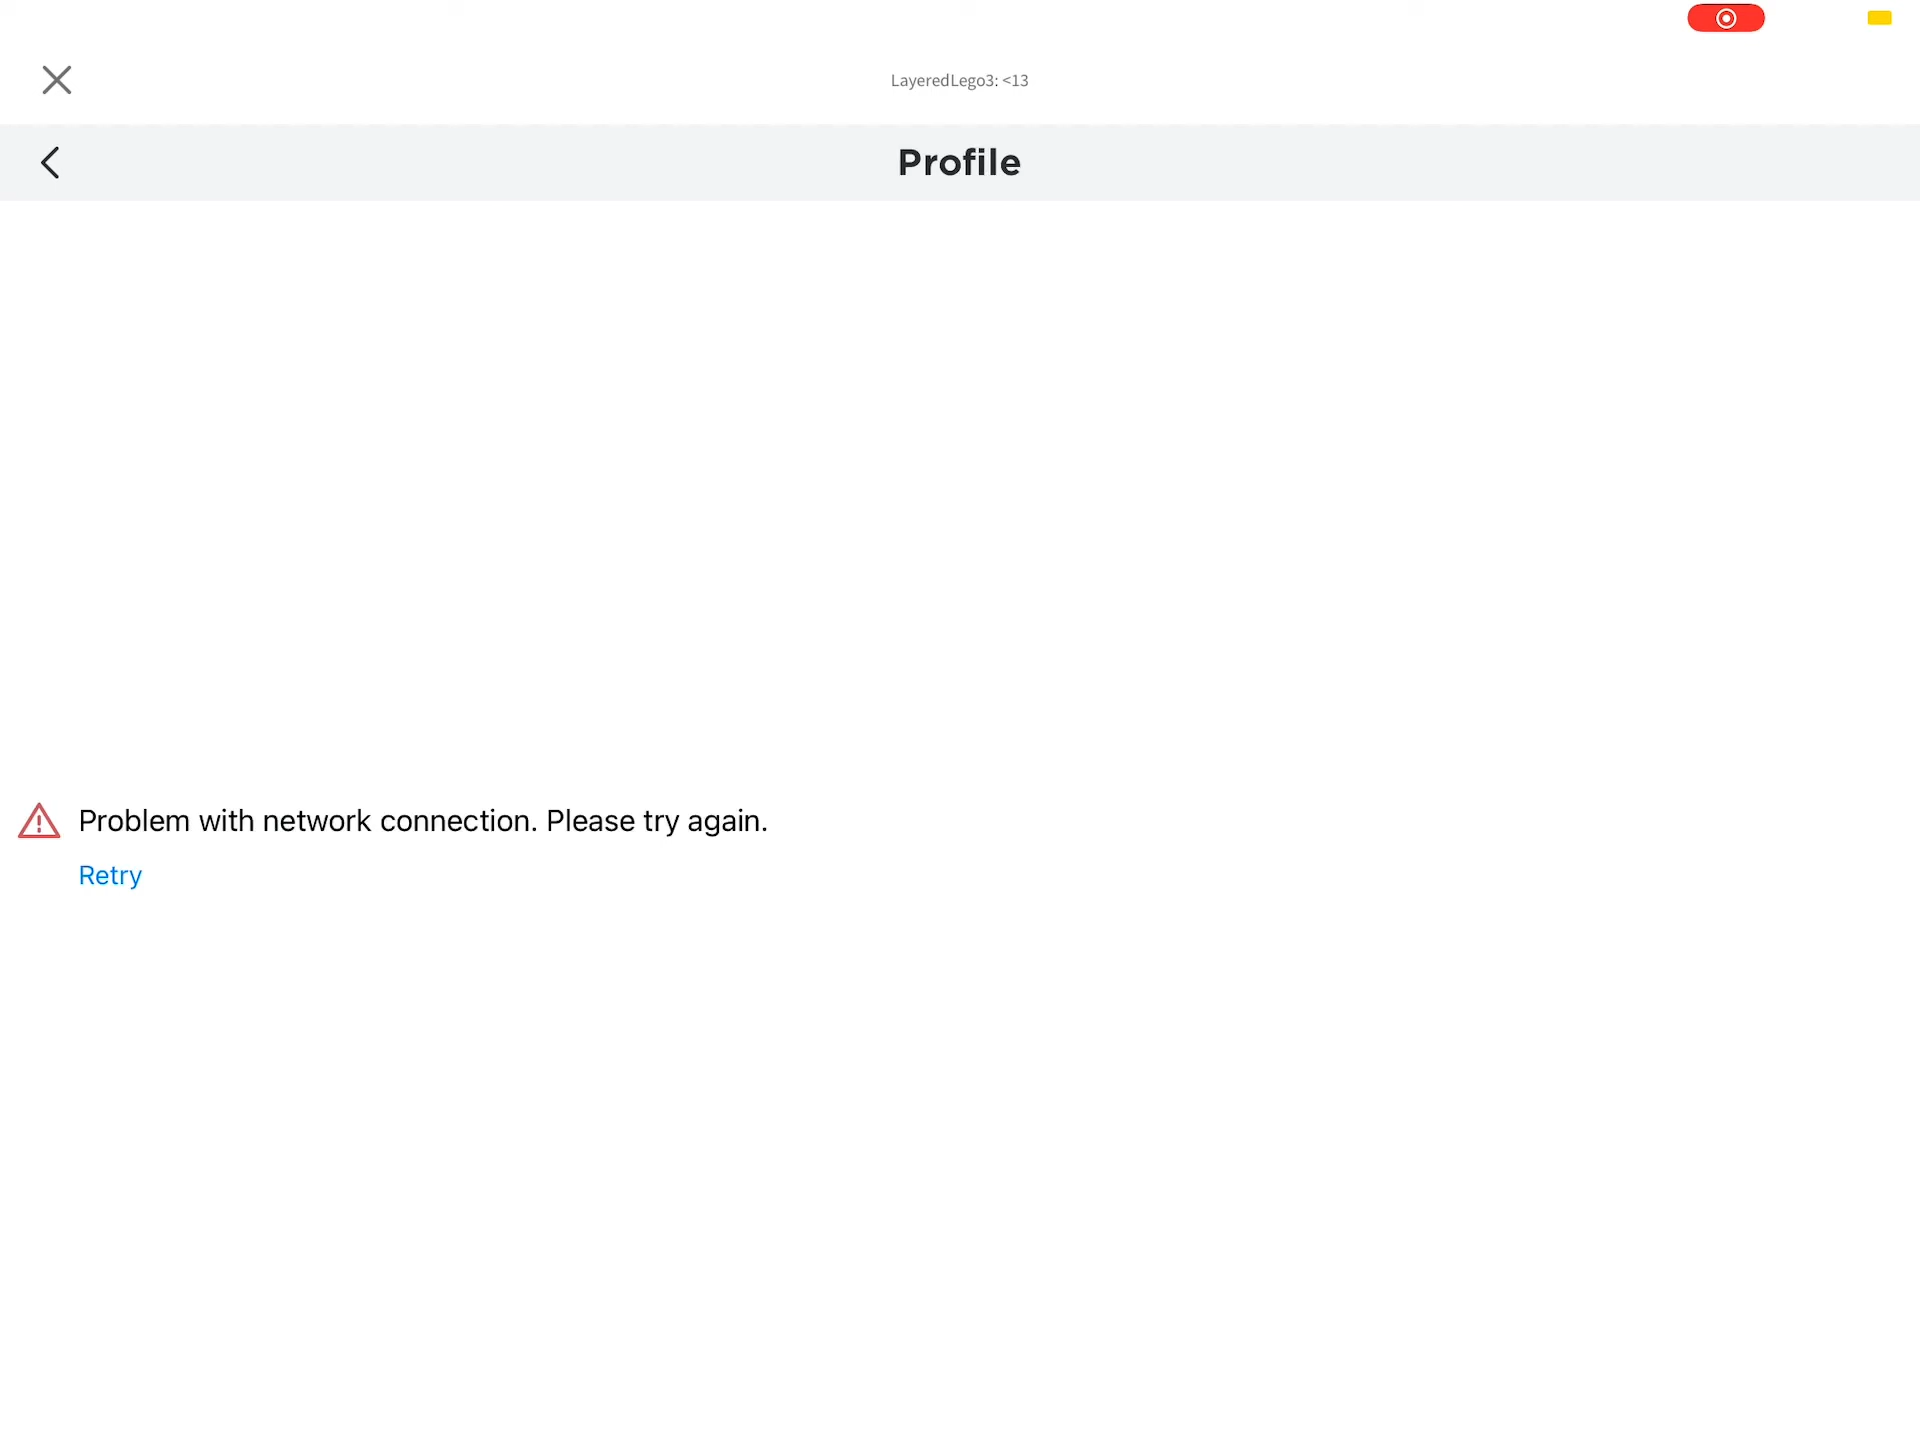 LayeredLego3: <13
Profile
Problem with network connection. Please try again.
Retry